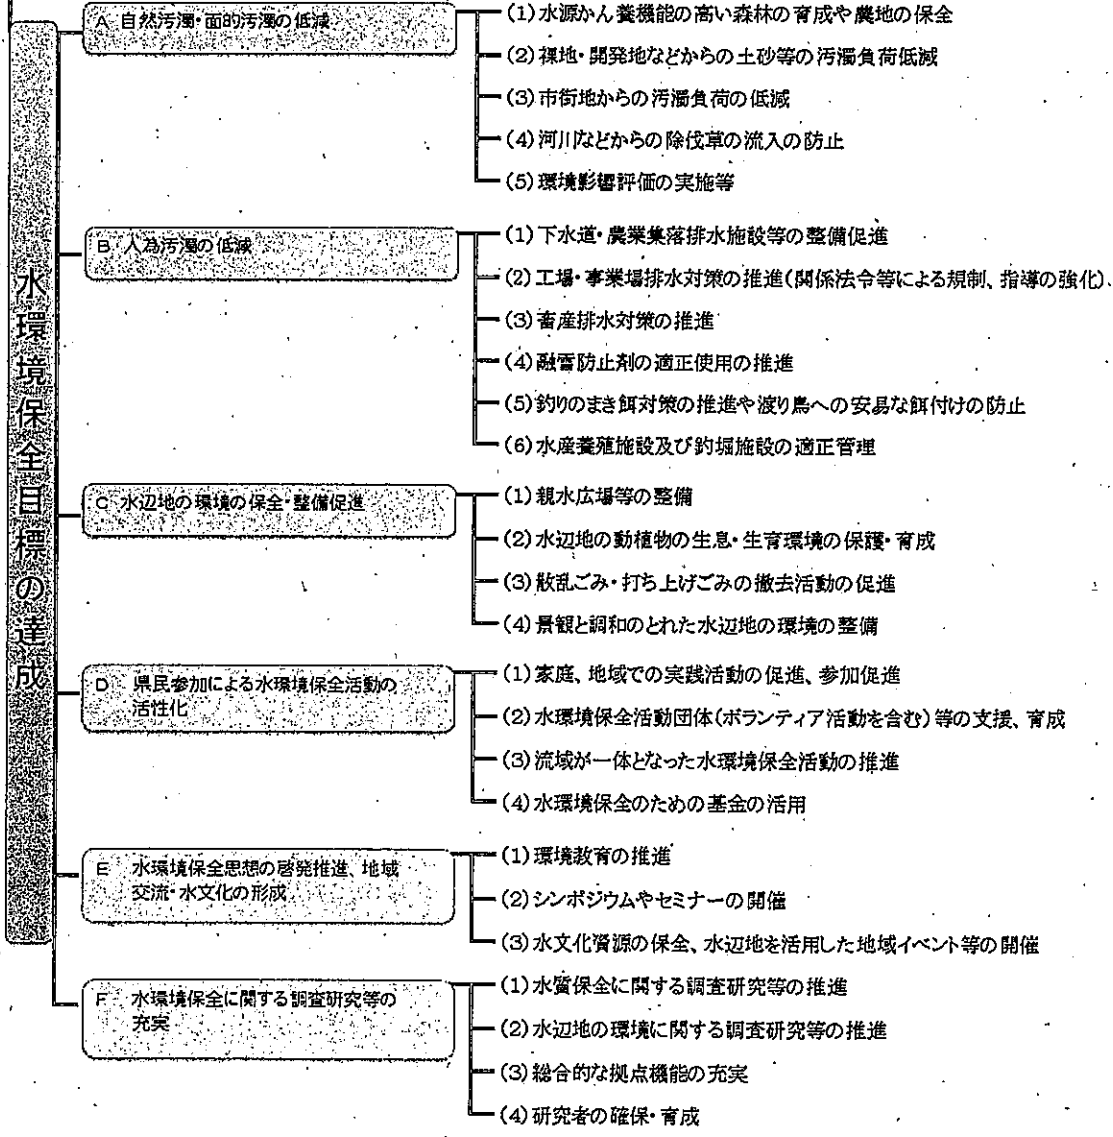 水環境保全目標の達成
A 自然汚濁・面的汚濁の低減
(1)水源かん養機能の高い森林の育成や農地の保全
(2)裸地・開発地などからの土砂等の汚濁負荷低減
(3)市街地からの汚濁負荷の低減
(4)河川などからの除伐草の流入の防止
(5)環境影響評価の実施等
B 人為汚濁の低減
(1)下水道・農業集落排水施設等の整備促進
(2)工場・事業場排水対策の推進(関係法令等による規制、指導の強化)
(3)畜産排水対策の推進
(4)融雪防止剤の適正使用の推進
(5)釣りのまき餌対策の推進や渡り鳥への安易な餌付けの防止
(6)水産養殖施設及び釣堀施設の適正管理
C 水辺地の環境の保全・整備促進
(1)親水広場等の整備
(2)水辺地の動植物の生息・生育環境の保護・育成
(3)散乱ごみ・打ち上げごみの撤去活動の促進
(4)景観と調和のとれた水辺地の環境の整備
D 県民参加による水環境保全活動の
活性化
(1)家庭、地域での実践活動の促進、参加促進
(2)水環境保全活動団体(ボランティア活動を含む)等の支援、育成
(3)流域が一体となった水環境保全活動の推進
(4)水環境保全のための基金の活用
E 水環境保全思想の啓発推進、地域
交流・水文化の形成
(1)環境教育の推進
(2)シンポジウムやセミナーの開催
(3)水文化資源の保全、水辺地を活用した地域イベント等の開催
F 水環境保全に関する調査研究等の
充実
(1)水質保全に関する調査研究等の推進
(2)水辺地の環境に関する調査研究等の推進
(3)総合的な拠点機能の充実
(4)研究者の確保・育成